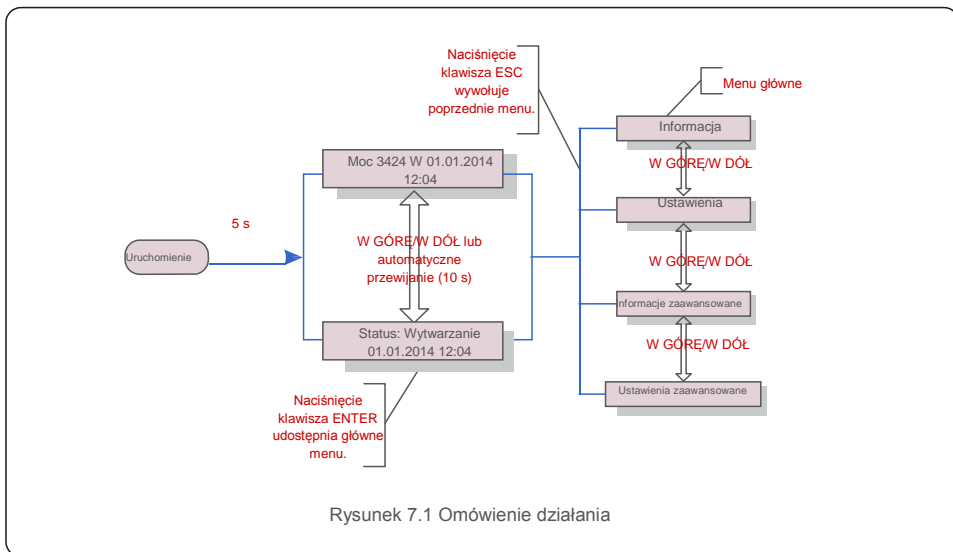 Naciśnięcie
klawisza ESC
wywołuje
poprzednie menu.
Menu główne
Informacja
W GÓRĘ/W DÓŁ
Ustawienia
W GÓRĘ/W DÓŁ
nformacje zaawansowane
W GÓRĘ/W DÓŁ
Ustawienia zaawansowane
Moc 3424 W 01.01.2014
12:04
5 s
Uruchomienie
W GÓRĘ/W DÓŁ lub
automatyczne
przewijanie (10 s)
Status: Wytwarzanie
01.01.2014 12:04
Naciśnięcie
klawisza ENTER
udostępnia główne
menu.
Rysunek 7.1 Omówienie działania